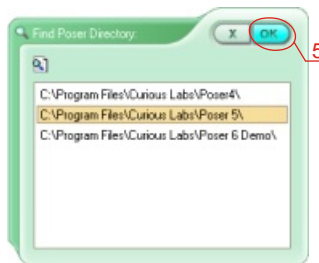 Find Poser Directory:
X OK
5
C:\Program Files\Curious Labs\Poser4\
C:\Program Files\Curious Labs\Poser 5\
C:\Program Files\Curious Labs\Poser 6 Demo\